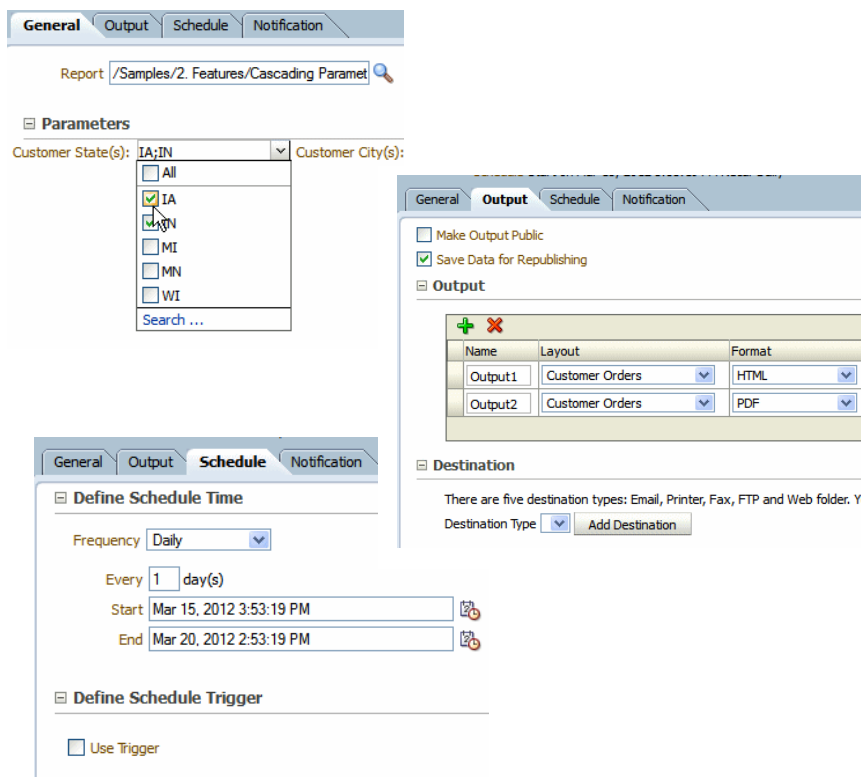 General Output Schedule Notification
Report /Samples/2. Features/Cascading Paramet
Parameters
Customer State(s): IA;IN Customer City(s):
All
IA
IN
MI
MN
WI
Search ...
General Output Schedule Notification
Make Output Public
Save Data for Republishing
Output
Name Layout Format
Output1 Customer Orders HTML
Output2 Customer Orders PDF
Destination
There are five destination types: Email, Printer, Fax, FTP and Web folder. Y
Destination Type Add Destination
General Output Schedule Notification
Define Schedule Time
Frequency Daily
Every 1 day(s)
Start Mar 15, 2012 3:53:19 PM
End Mar 20, 2012 2:53:19 PM
Define Schedule Trigger
Use Trigger